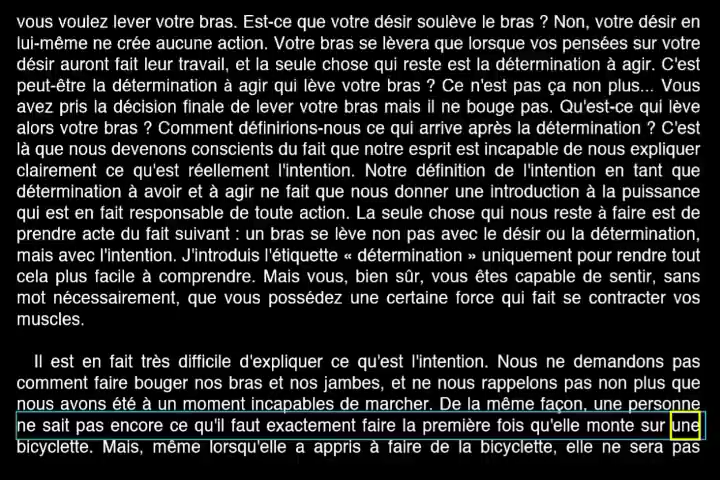 vous voulez lever votre bras. Est-ce que votre désir soulève le bras ? Non, votre désir en
lui-même ne crée aucune action. Votre bras se lèvera que lorsque vos pensées sur votre
désir auront fait leur travail, et la seule chose qui reste est la détermination à agir. C'est
peut-être la détermination à agir qui lève votre bras ? Ce n'est pas ça non plus... Vous
avez pris la décision finale de lever votre bras mais il ne bouge pas. Qu'est-ce qui lève
alors votre bras ? Comment définirions-nous ce qui arrive après la détermination ? C'est
là que nous devenons conscients du fait que notre esprit est incapable de nous expliquer
clairement ce qu'est réellement l'intention. Notre définition de l'intention en tant que
détermination à avoir et à agir ne fait que nous donner une introduction à la puissance
qui est en fait responsable de toute action. La seule chose qui nous reste à faire est de
prendre acte du fait suivant : un bras se lève non pas avec le désir ou la détermination,
mais avec l'intention. J'introduis l'étiquette « détermination » uniquement pour rendre tout
cela plus facile à comprendre. Mais vous, bien sûr, vous êtes capable de sentir, sans
mot nécessairement, que vous possédez une certaine force qui fait se contracter vos
muscles.
Il est en fait très difficile d'expliquer ce qu'est l'intention. Nous ne demandons pas
comment faire bouger nos bras et nos jambes, et ne nous rappelons pas non plus que
nous avons été à un moment incapables de marcher. De la même façon, une personne
ne sait pas encore ce qu'il faut exactement faire la première fois qu'elle monte sur une
bicyclette. Mais, même lorsqu'elle a appris à faire de la bicyclette, elle ne sera pas